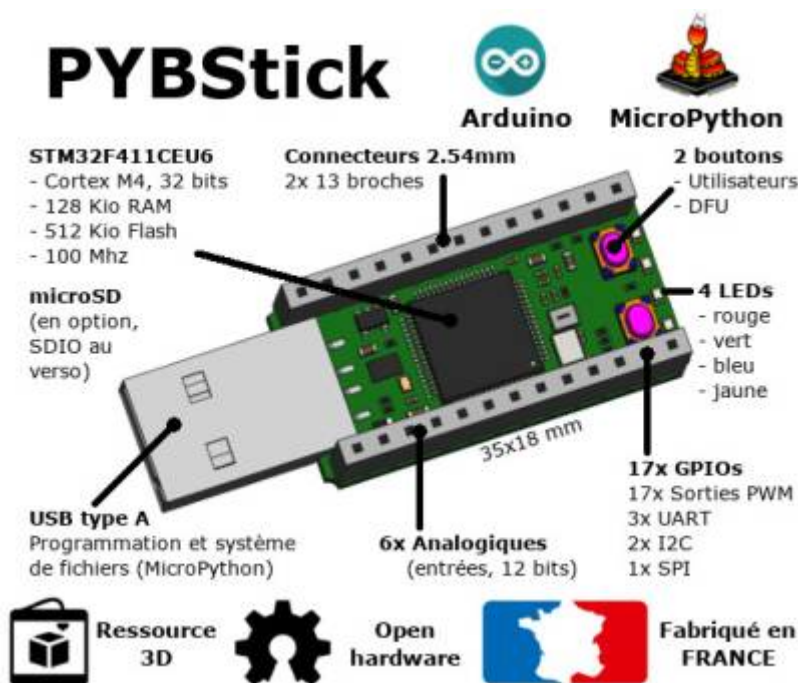 PYBStick
Arduino
MicroPython
STM32F411CEU6
- Cortex M4, 32 bits
- 128 Kio RAM
- 512 Kio Flash
- 100 Mhz
Connecteurs 2.54mm
2x 13 broches
2 boutons
- Utilisateurs
- DFU
microSD
(en option,
SDIO au
verso)
4 LEDs
- rouge
- vert
- bleu
- jaune
35x18 mm
USB type A
Programmation et système
de fichiers (MicroPython)
6x Analogiques
(entrées, 12 bits)
17x GPIOs
17x Sorties PWM
3x UART
2x I2C
1x SPI
Ressource
3D
Open
hardware
Fabriqué en
FRANCE